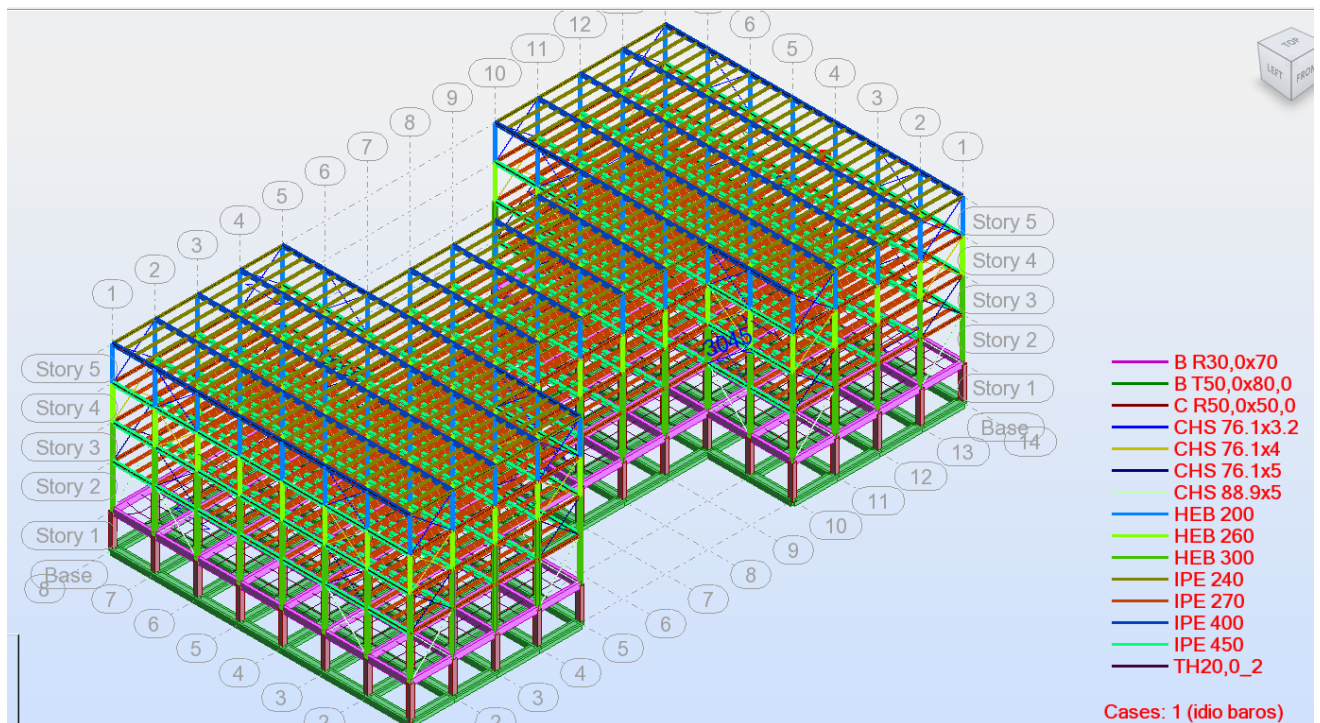 12
11
10
9
8
7
6
5
4
3
2
1
6
5
4
3
2
1
Story 5
Story 4
Story 3
Story 2
Story 1
Base
14
13
12
11
10
9
8
7
6
5
4
3
2
Story 5
Story 4
Story 3
Story 2
Story 1
Base
8
7
6
5
4
3
2
3045
TOP
LEFT
B R30,0x70
B T50,0x80,0
C R50,0x50,0
CHS 76.1x3.2
CHS 76.1x4
CHS 76.1x5
CHS 88.9x5
HEB 200
HEB 260
HEB 300
IPE 240
IPE 270
IPE 400
IPE 450
TH20,0_2
Cases: 1 (idio baros)